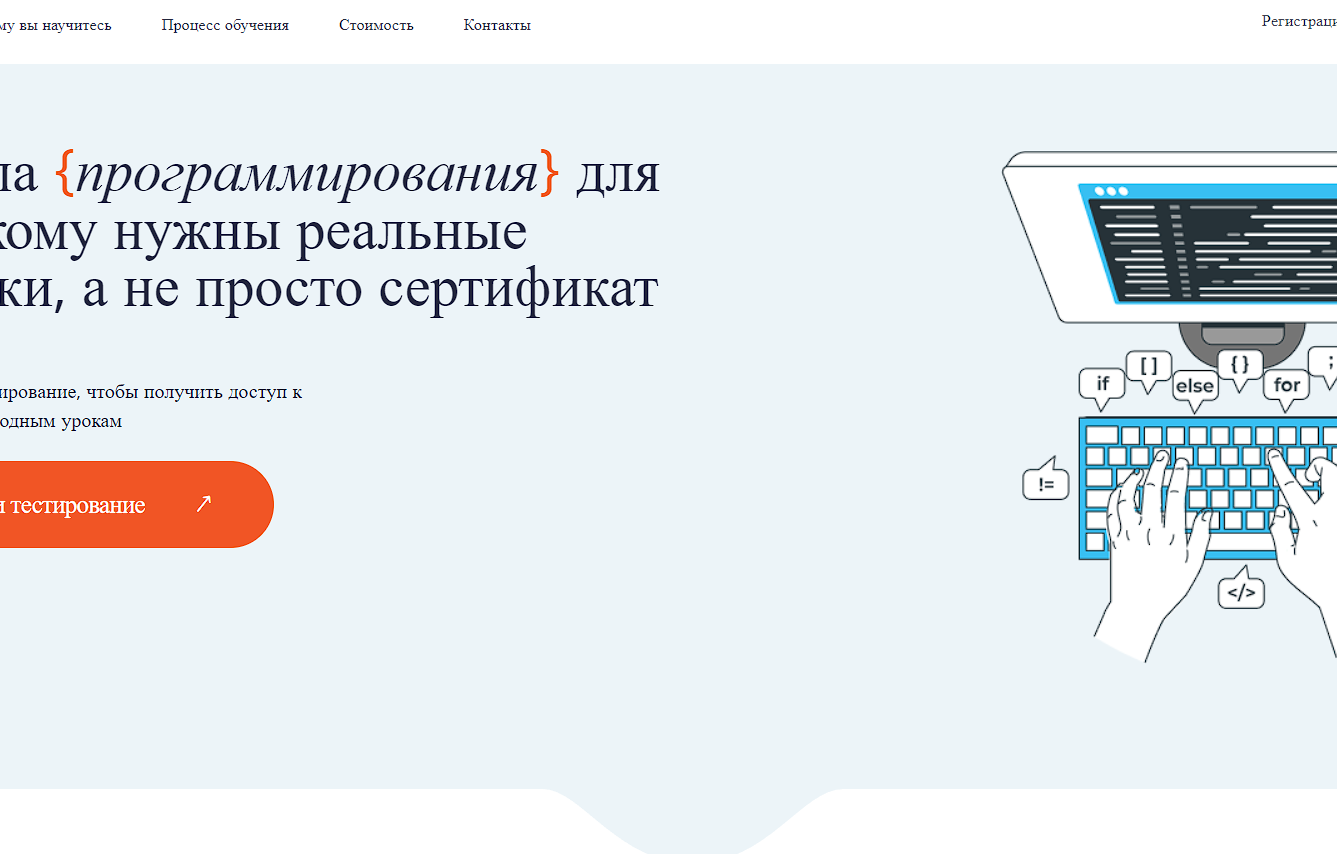 му вы научитесь Процесс обучения Стоимость Контакты
Регистраци
ла {программирования} для
кому нужны реальные
ки, а не просто сертификат
ирование, чтобы получить доступ к
одным урокам
и тестирование ↗
if [ ] else { } for ;
!=
</>